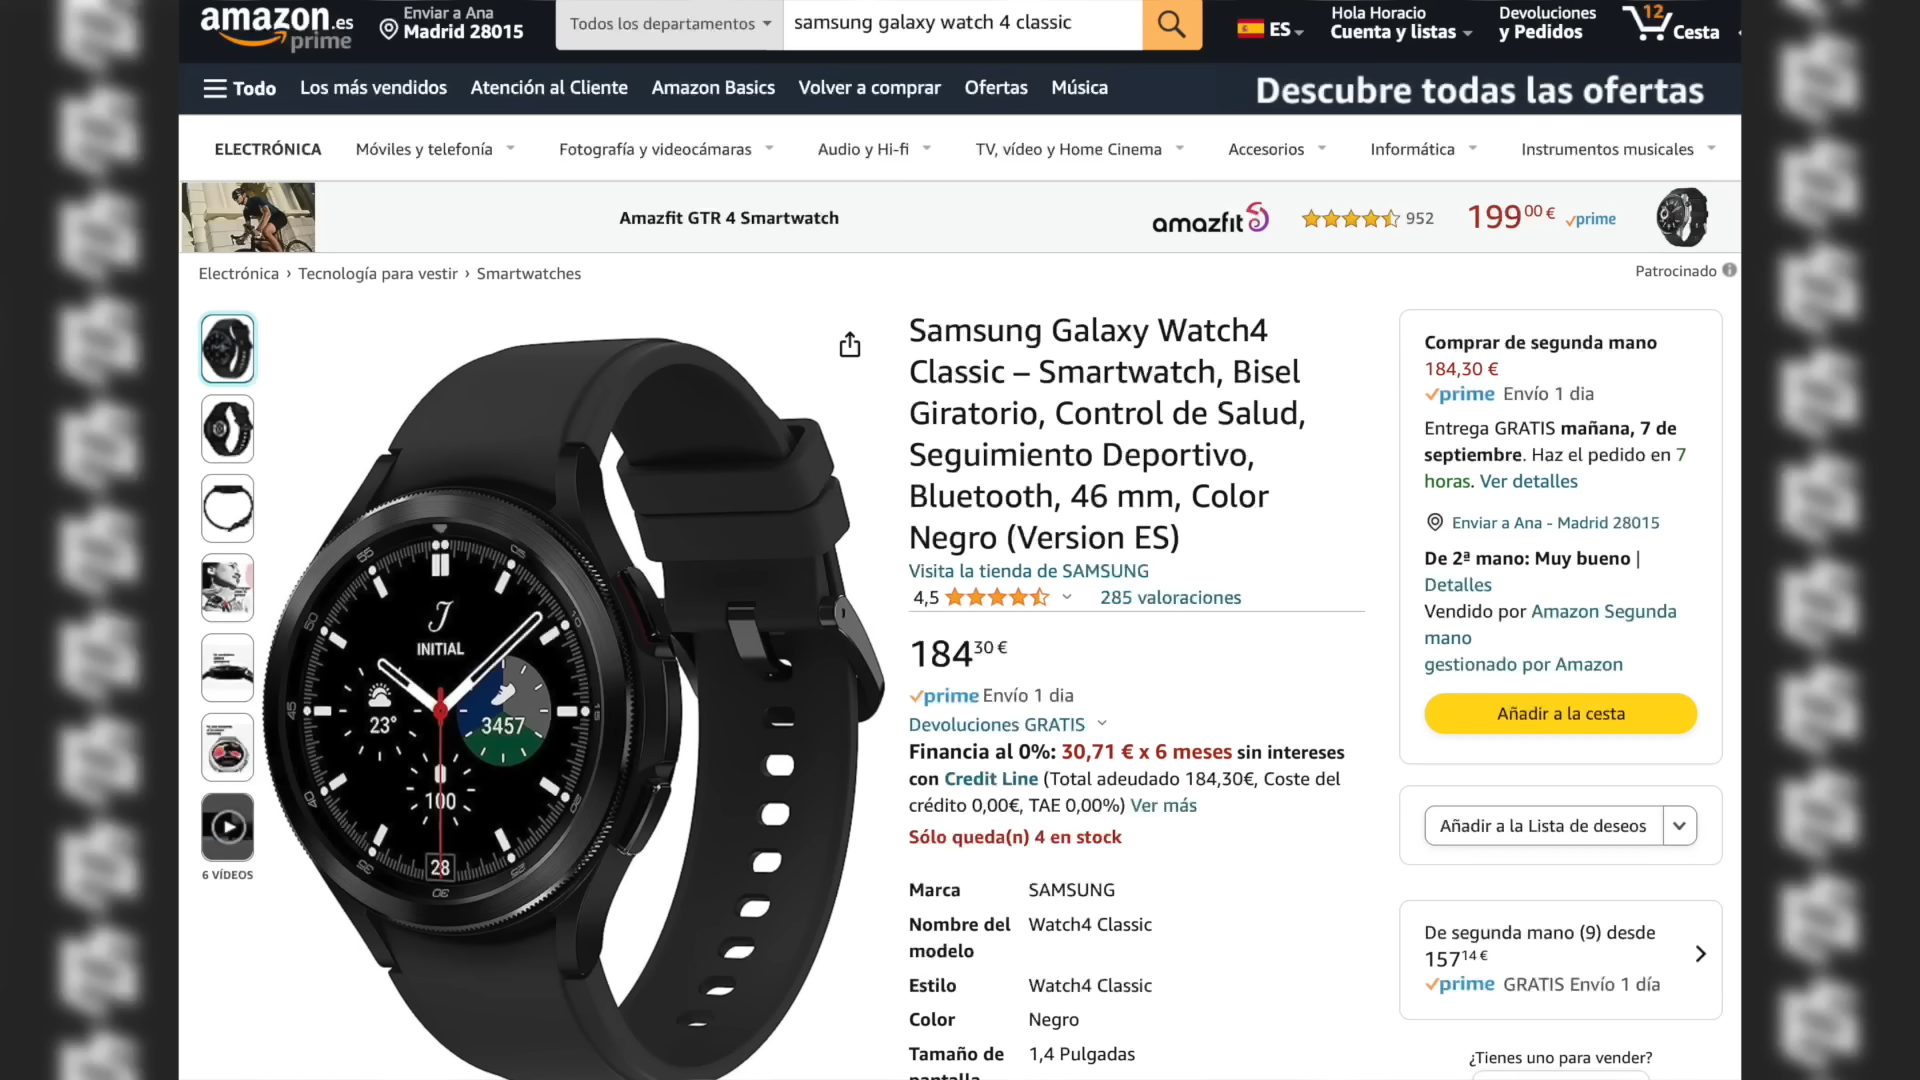 amazon.es
prime
Enviar a Ana
Madrid 28015
Todos los departamentos
samsung galaxy watch 4 classic
ES
Hola Horacio
Cuenta y listas
Devoluciones
y Pedidos
12
Cesta
Todo
Los más vendidos
Atención al Cliente
Amazon Basics
Volver a comprar
Ofertas
Música
Descubre todas las ofertas
ELECTRÓNICA
Móviles y telefonía
Fotografía y videocámaras
Audio y Hi-fi
TV, vídeo y Home Cinema
Accesorios
Informática
Instrumentos musicales
Amazfit GTR 4 Smartwatch
amazfit
952
199 00 €
prime
Electrónica › Tecnología para vestir › Smartwatches
Patrocinado
6 VÍDEOS
55
05
50
10
45
15
40
20
35
30
25
J
INITIAL
23°
3457
100
28
Samsung Galaxy Watch4
Classic – Smartwatch, Bisel
Giratorio, Control de Salud,
Seguimiento Deportivo,
Bluetooth, 46 mm, Color
Negro (Version ES)
Visita la tienda de SAMSUNG
4,5
285 valoraciones
184 30 €
prime Envío 1 dia
Devoluciones GRATIS
Financia al 0%: 30,71 € x 6 meses sin intereses
con Credit Line (Total adeudado 184,30€, Coste del
crédito 0,00€, TAE 0,00%) Ver más
Sólo queda(n) 4 en stock
Marca SAMSUNG
Nombre del Watch4 Classic
modelo
Estilo Watch4 Classic
Color Negro
Tamaño de 1,4 Pulgadas
pantalla
Comprar de segunda mano
184,30 €
prime Envío 1 dia
Entrega GRATIS mañana, 7 de
septiembre. Haz el pedido en 7
horas. Ver detalles
Enviar a Ana - Madrid 28015
De 2ª mano: Muy bueno |
Detalles
Vendido por Amazon Segunda
mano
gestionado por Amazon
Añadir a la cesta
Añadir a la Lista de deseos
De segunda mano (9) desde
157 14 €
prime GRATIS Envío 1 día
¿Tienes uno para vender?